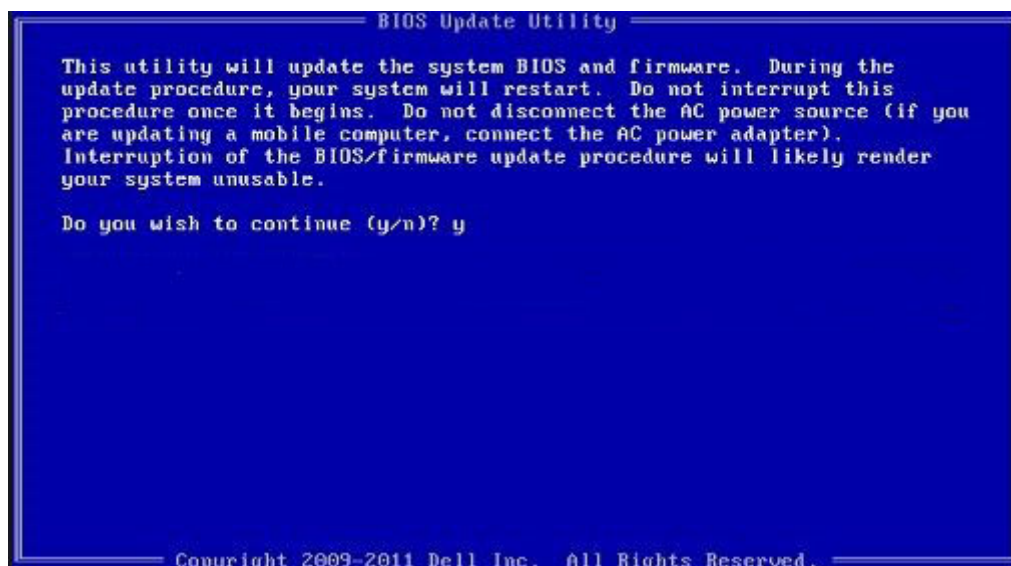 BIOS Update Utility
This utility will update the system BIOS and firmware. During the
update procedure, your system will restart. Do not interrupt this
procedure once it begins. Do not disconnect the AC power source (if you
are updating a mobile computer, connect the AC power adapter).
Interruption of the BIOS/firmware update procedure will likely render
your system unusable.
Do you wish to continue (y/n)? y
Copyright 2009-2011 Dell Inc. All Rights Reserved.